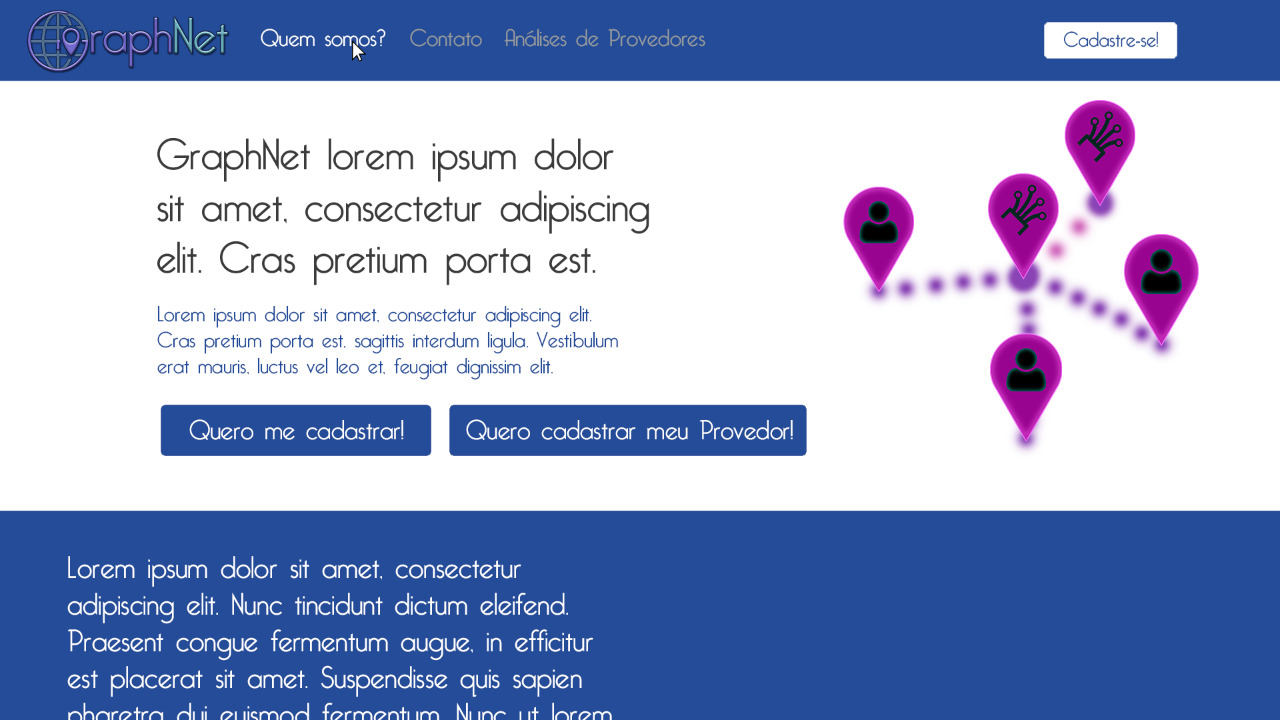 GraphNet
Quem somos?
Contato
Análises de Provedores
Cadastre-se!
GraphNet lorem ipsum dolor
sit amet, consectetur adipiscing
elit. Cras pretium porta est.
Lorem ipsum dolor sit amet, consectetur adipiscing elit.
Cras pretium porta est, sagittis interdum ligula. Vestibulum
erat mauris, luctus vel leo et, feugiat dignissim elit.
Quero me cadastrar!
Quero cadastrar meu Provedor!
Lorem ipsum dolor sit amet, consectetur
adipiscing elit. Nunc tincidunt dictum eleifend.
Praesent congue fermentum augue, in efficitur
est placerat sit amet. Suspendisse quis sapien
pharetra dui euismod fermentum. Nunc ut lorem